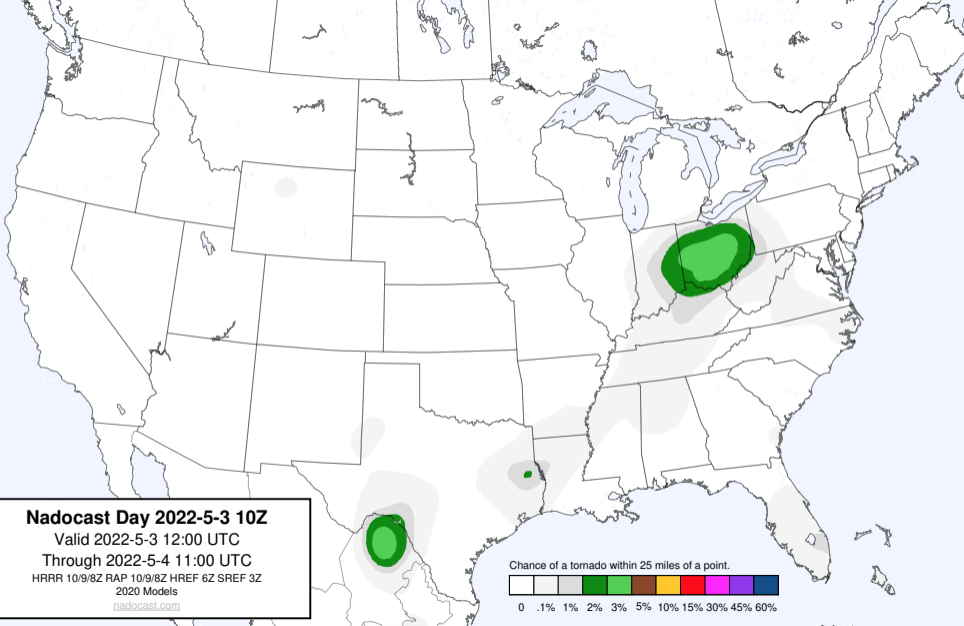 Nadocast Day 2022-5-3 10Z
Valid 2022-5-3 12:00 UTC
Through 2022-5-4 11:00 UTC
HRRR 10/9/8Z RAP 10/9/8Z HREF 6Z SREF 3Z
2020 Models
nadocast.com
Chance of a tornado within 25 miles of a point.
0 .1% 1% 2% 3% 5% 10% 15% 30% 45% 60%